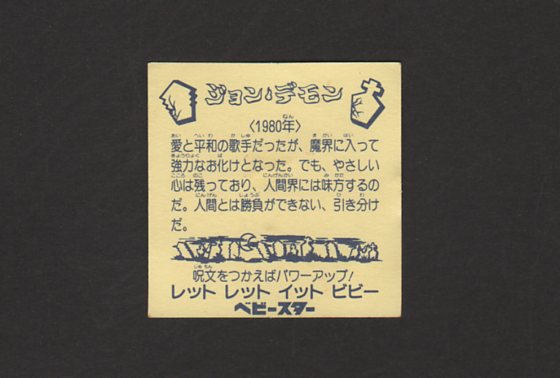 ジョン・デモン
〈1980年〉
愛と平和の歌手だったが、魔界に入って
強力なお化けとなった。でも、やさしい
心は残っており、人間界には味方するの
だ。人間とは勝負ができない、引き分け
だ。
呪文をつかえばパワーアップ!
レット レット イット ビビー
ベビースター